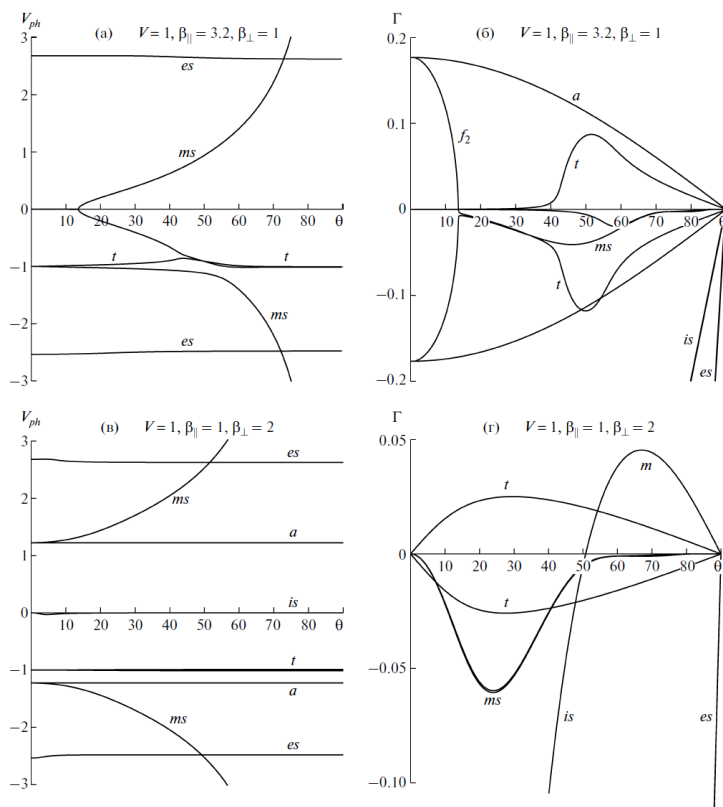 V_ph
(а) V = 1, β_|| = 3.2, β_⊥ = 1
3
es
2
ms
1
0
10 20 30 40 50 60 70 80 θ
t t
−1
ms
−2
es
−3
Γ
(б) V = 1, β_|| = 3.2, β_⊥ = 1
0.2
a
f_2
0.1
t
0
10 20 30 40 50 60 70 80 θ
ms
t
−0.1
is
es
−0.2
V_ph
(в) V = 1, β_|| = 1, β_⊥ = 2
3
es
2
ms
a
1
is
0
10 20 30 40 50 60 70 80 θ
t
−1
a
ms
−2
es
−3
Γ
(г) V = 1, β_|| = 1, β_⊥ = 2
0.05
m
t
0
10 20 30 40 50 60 70 80 θ
t
−0.05
ms
is
es
−0.10